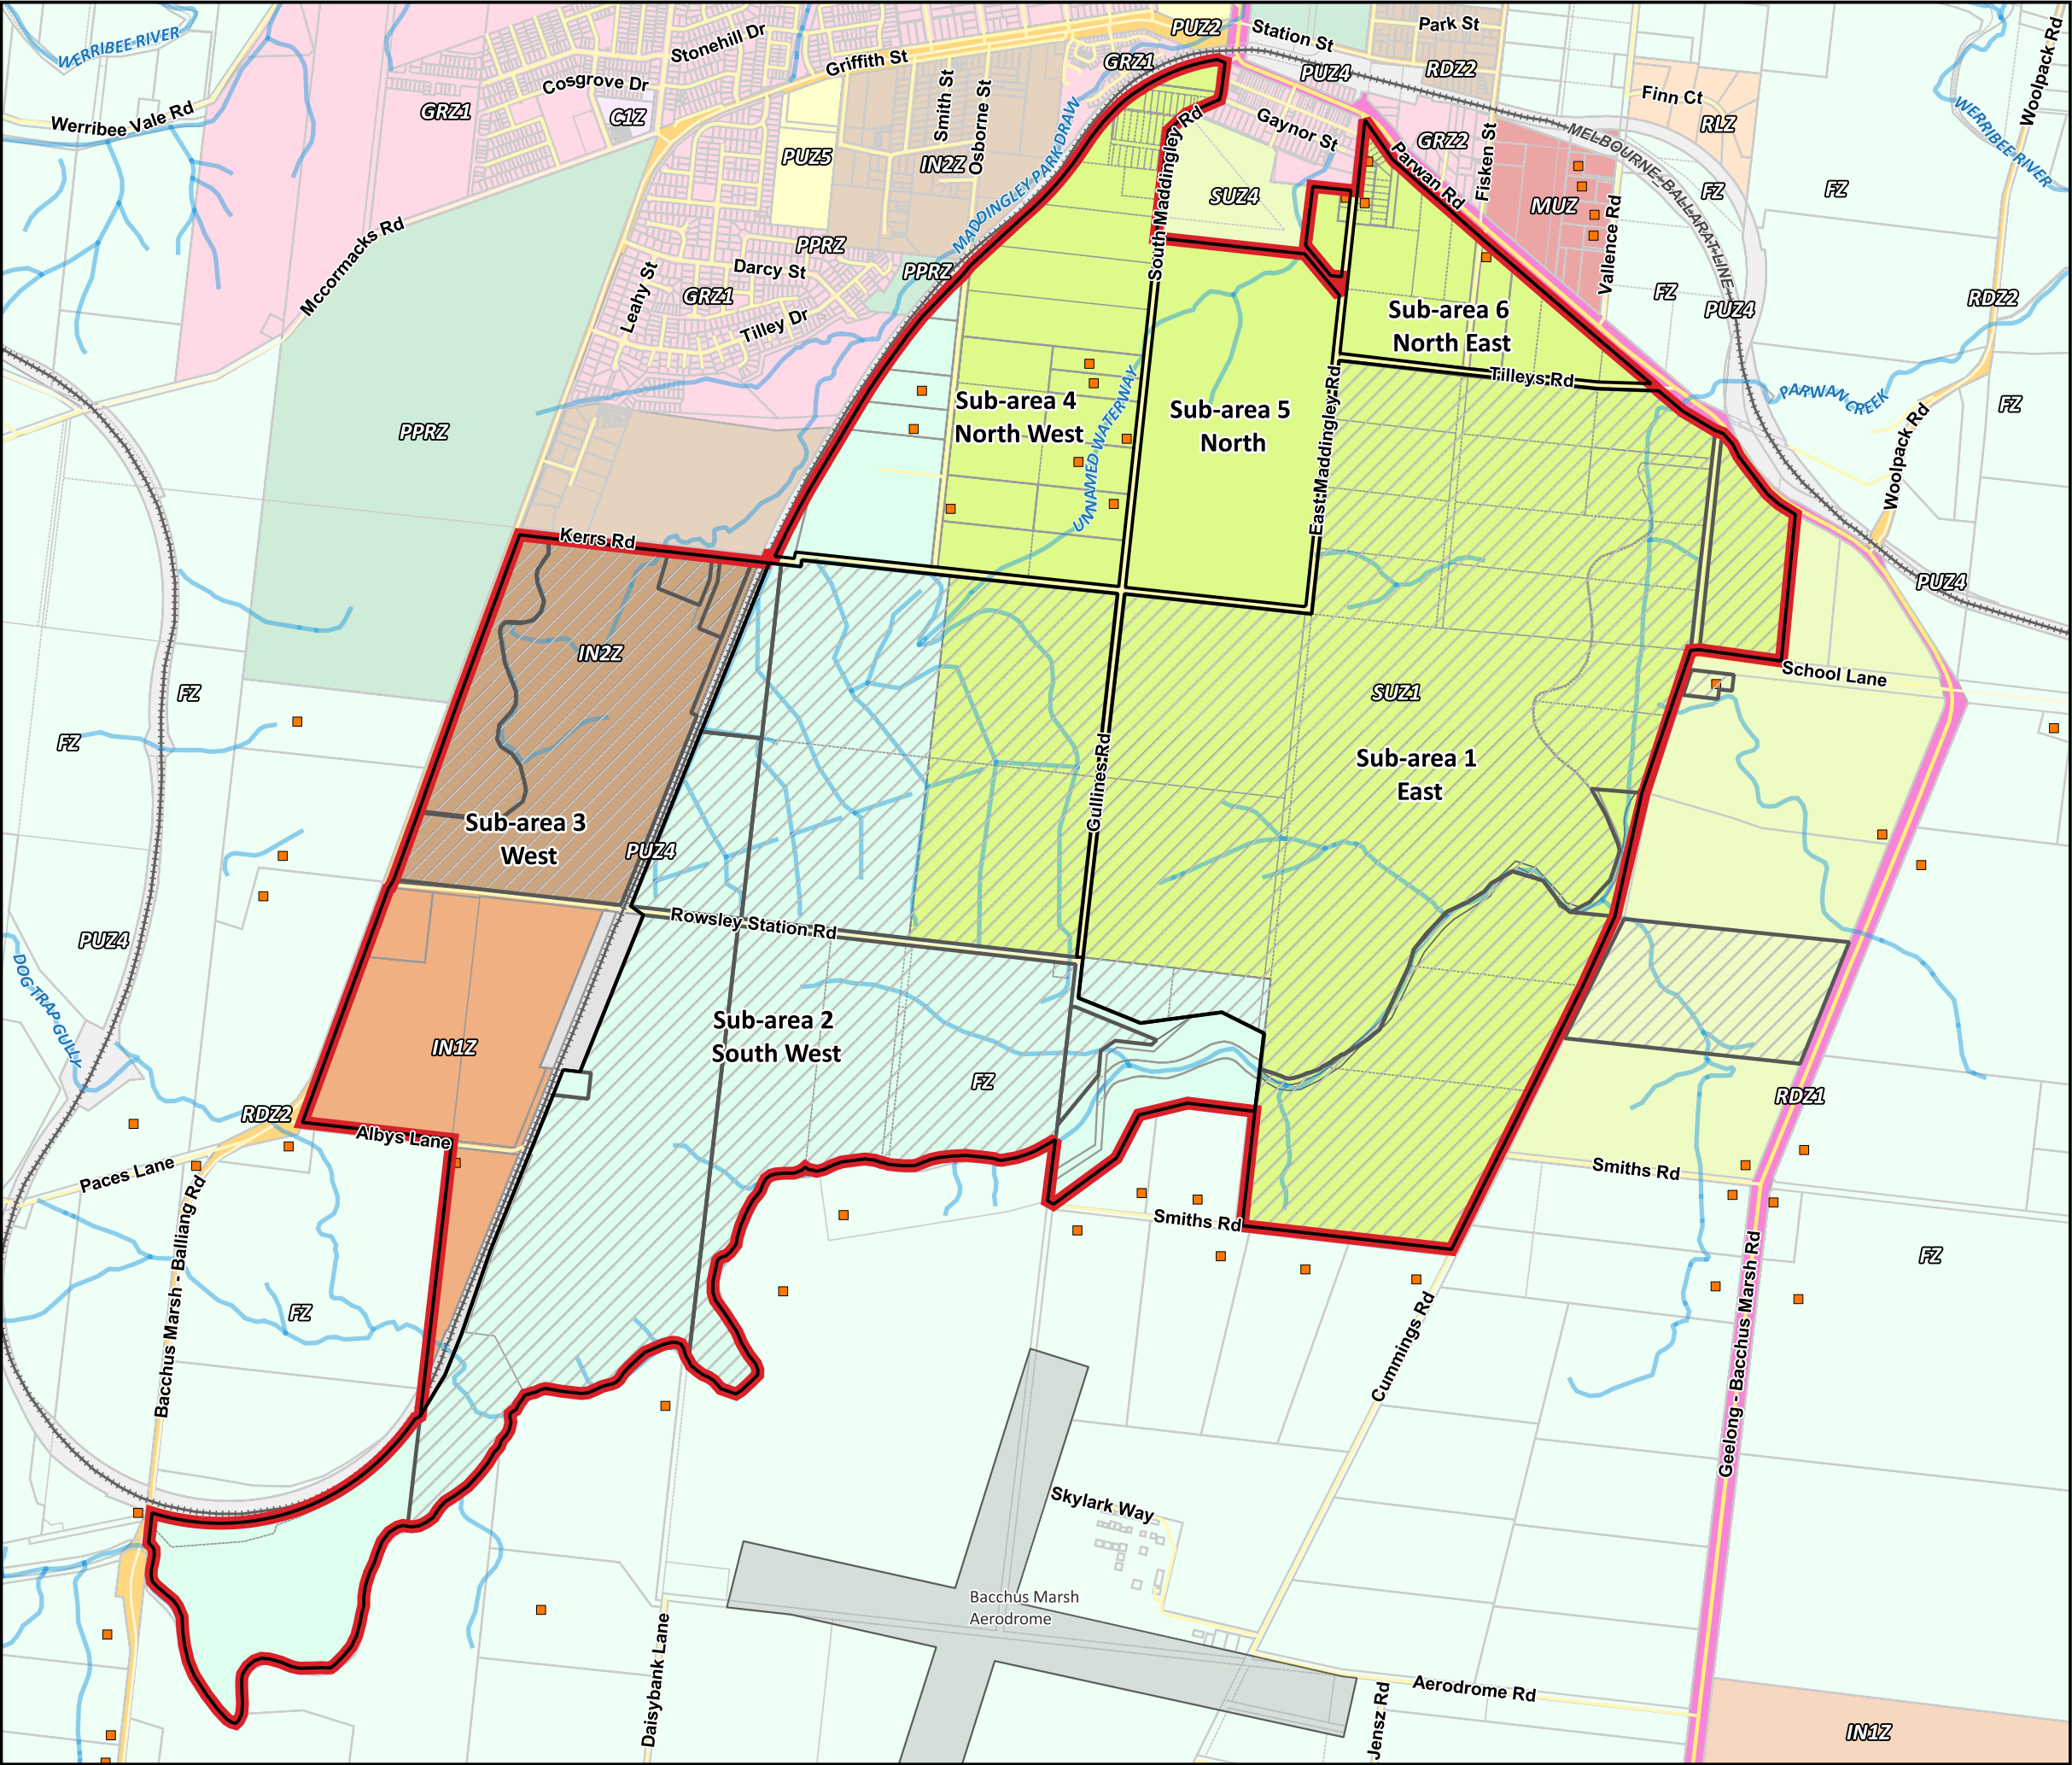 WERRIBEE RIVER
Werribee Vale Rd
GRZ1
Cosgrove Dr
Stonehill Dr
C1Z
Griffith St
PUZ2
GRZ1
Station St
PUZ4
Park St
RDZ2
Finn Ct
RLZ
Woolpack Rd
WERRIBEE RIVER
PUZ5
Smith St
IN2Z
Osborne St
MADDINGLEY PARK DRAW
South Maddingley Rd
Gaynor St
SUZ4
Parwan Rd
GRZ2
Fisken St
MUZ
Vallence Rd
MELBOURNE-BALLARAT LINE
FZ
FZ
FZ
PUZ4
RDZ2
Mccormacks Rd
PPRZ
Leahy St
Darcy St
GRZ1
Tilley Dr
PPRZ
PPRZ
Sub-area 4
North West
UNNAMED WATERWAY
Sub-area 5
North
East Maddingley Rd
Sub-area 6
North East
Tilleys Rd
PARWAN CREEK
FZ
Woolpack Rd
PUZ4
Kerrs Rd
IN2Z
SUZ1
School Lane
FZ
FZ
Sub-area 1
East
Gullines Rd
Sub-area 3
West
PUZ4
Rowsley Station Rd
PUZ4
DOG TRAP GULLY
IN1Z
Sub-area 2
South West
FZ
RDZ1
RDZ2
Albys Lane
Paces Lane
Bacchus Marsh - Balliang Rd
Smiths Rd
Smiths Rd
FZ
FZ
Cummings Rd
Geelong - Bacchus Marsh Rd
Skylark Way
Bacchus Marsh
Aerodrome
Daisybank Lane
Jensz Rd
Aerodrome Rd
IN1Z